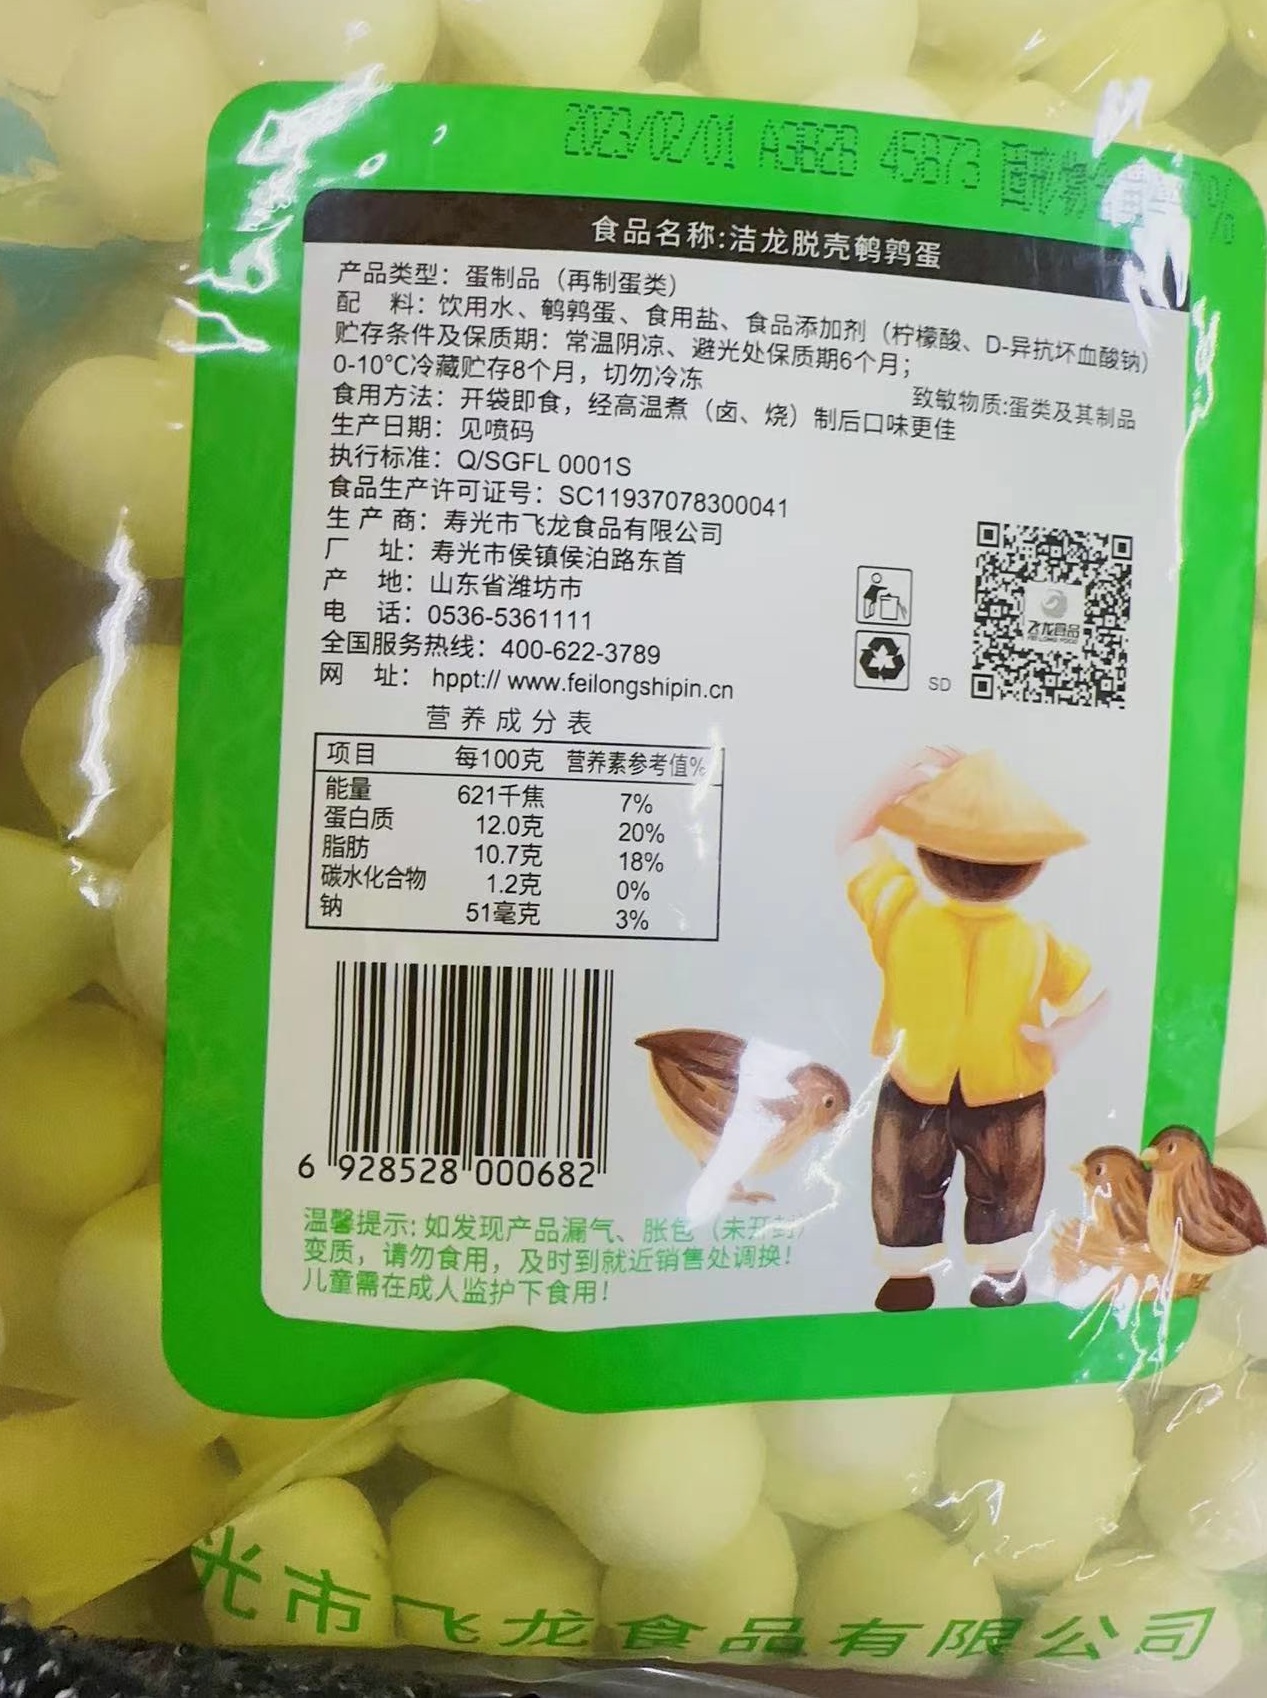 2023/02/01 A3B2B 45B73
食品名称:洁龙脱壳鹌鹑蛋
产品类型：蛋制品（再制蛋类）
配 料：饮用水、鹌鹑蛋、食用盐、食品添加剂（柠檬酸、D-异抗坏血酸钠）
贮存条件及保质期：常温阴凉、避光处保质期6个月；
0-10℃冷藏贮存8个月，切勿冷冻
致敏物质:蛋类及其制品
食用方法：开袋即食，经高温煮（卤、烧）制后口味更佳
生产日期：见喷码
执行标准：Q/SGFL 0001S
食品生产许可证号：SC11937078300041
生 产 商：寿光市飞龙食品有限公司
厂 址：寿光市侯镇侯泊路东首
产 地：山东省潍坊市
电 话：0536-5361111
全国服务热线：400-622-3789
网 址： hppt:// www.feilongshipin.cn
飞龙食品
FEI LONG FOOD
SD
营养成分表
项目 每100克 营养素参考值%
能量 621千焦 7%
蛋白质 12.0克 20%
脂肪 10.7克 18%
碳水化合物 1.2克 0%
钠 51毫克 3%
6 928528 000682
温馨提示: 如发现产品漏气、胀包（未开封）
变质，请勿食用，及时到就近销售处调换！
儿童需在成人监护下食用！
光市飞龙食品有限公司